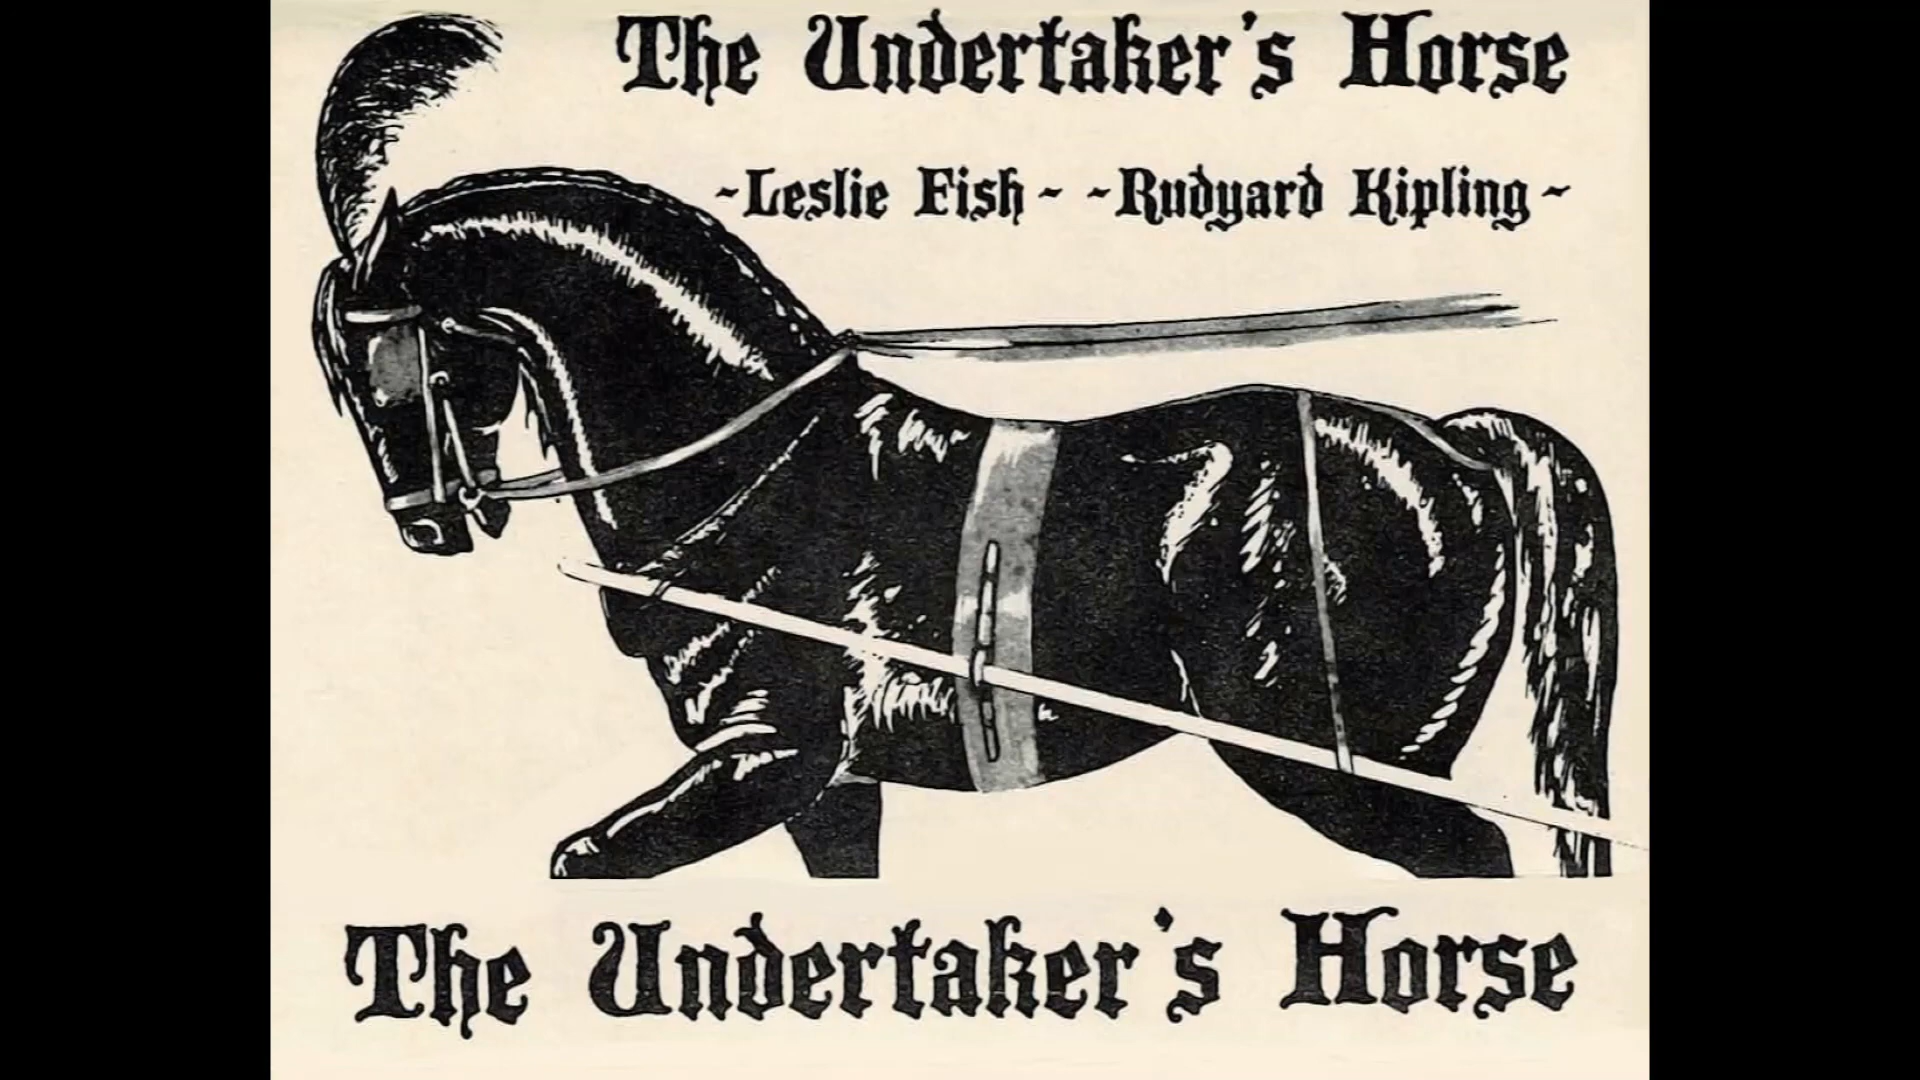 The Undertaker's Horse
-Leslie Fish- -Rudyard Kipling-
The Undertaker's Horse